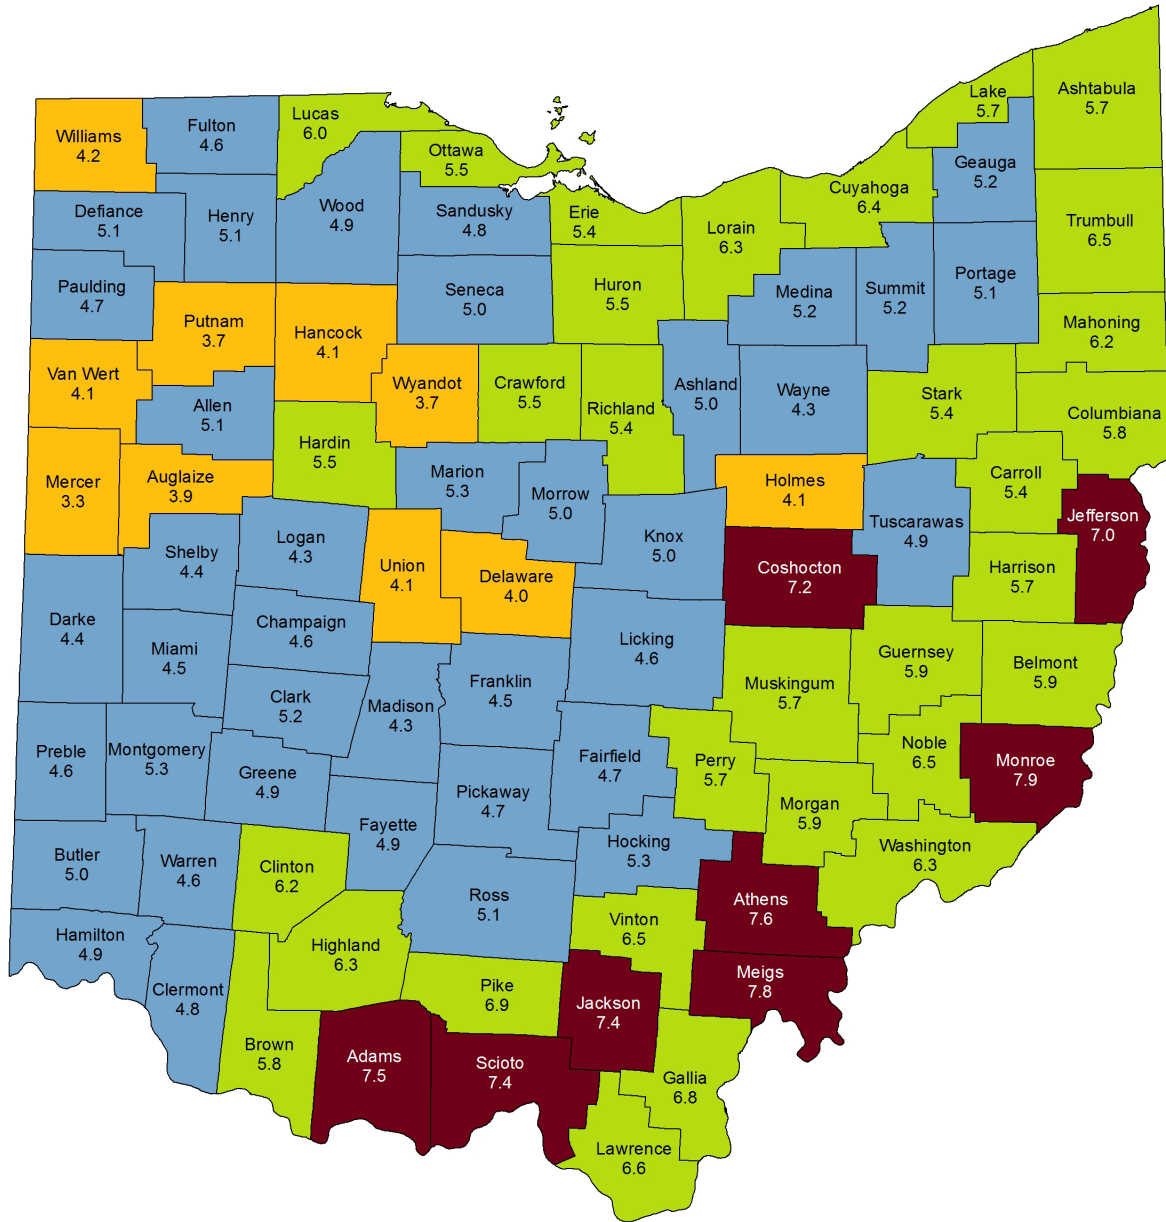 Lake
5.7
Ashtabula
5.7
Williams
4.2
Fulton
4.6
Lucas
6.0
Ottawa
5.5
Geauga
5.2
Cuyahoga
6.4
Defiance
5.1
Henry
5.1
Wood
4.9
Sandusky
4.8
Erie
5.4
Lorain
6.3
Trumbull
6.5
Paulding
4.7
Seneca
5.0
Huron
5.5
Medina
5.2
Summit
5.2
Portage
5.1
Putnam
3.7
Hancock
4.1
Mahoning
6.2
Van Wert
4.1
Allen
5.1
Wyandot
3.7
Crawford
5.5
Richland
5.4
Ashland
5.0
Wayne
4.3
Stark
5.4
Columbiana
5.8
Hardin
5.5
Mercer
3.3
Auglaize
3.9
Marion
5.3
Morrow
5.0
Holmes
4.1
Carroll
5.4
Jefferson
7.0
Tuscarawas
4.9
Shelby
4.4
Logan
4.3
Union
4.1
Delaware
4.0
Knox
5.0
Coshocton
7.2
Harrison
5.7
Darke
4.4
Miami
4.5
Champaign
4.6
Licking
4.6
Guernsey
5.9
Belmont
5.9
Clark
5.2
Madison
4.3
Franklin
4.5
Muskingum
5.7
Preble
4.6
Montgomery
5.3
Greene
4.9
Fairfield
4.7
Perry
5.7
Noble
6.5
Monroe
7.9
Pickaway
4.7
Morgan
5.9
Fayette
4.9
Hocking
5.3
Washington
6.3
Butler
5.0
Warren
4.6
Clinton
6.2
Ross
5.1
Athens
7.6
Vinton
6.5
Hamilton
4.9
Highland
6.3
Clermont
4.8
Pike
6.9
Jackson
7.4
Meigs
7.8
Brown
5.8
Adams
7.5
Scioto
7.4
Gallia
6.8
Lawrence
6.6